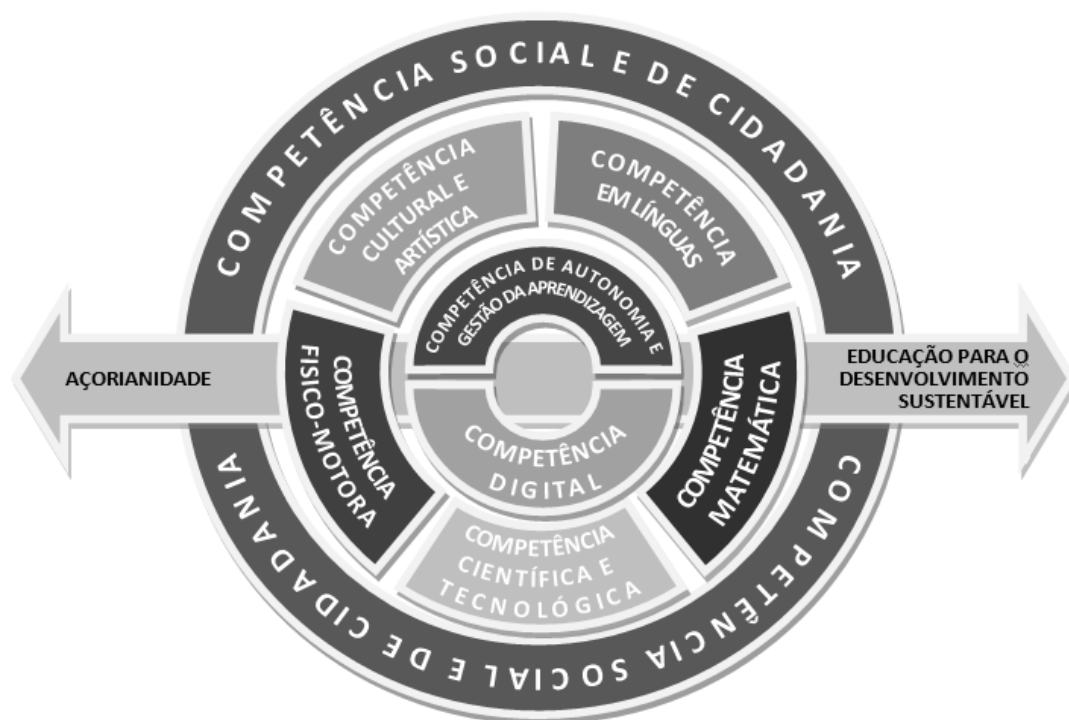 COMPETÊNCIA SOCIAL E DE CIDADANIA
COMPETÊNCIA
CULTURAL E
ARTÍSTICA
COMPETÊNCIA
EM LÍNGUAS
COMPETÊNCIA DE AUTONOMIA E
GESTÃO DA APRENDIZAGEM
AÇORIANIDADE
COMPETÊNCIA
FISICO-MOTORA
COMPETÊNCIA
MATEMÁTICA
EDUCAÇÃO PARA O
DESENVOLVIMENTO
SUSTENTÁVEL
COMPETÊNCIA
DIGITAL
COMPETÊNCIA
CIENTÍFICA E
TECNOLÓGICA
COMPETÊNCIA SOCIAL E DE CIDADANIA